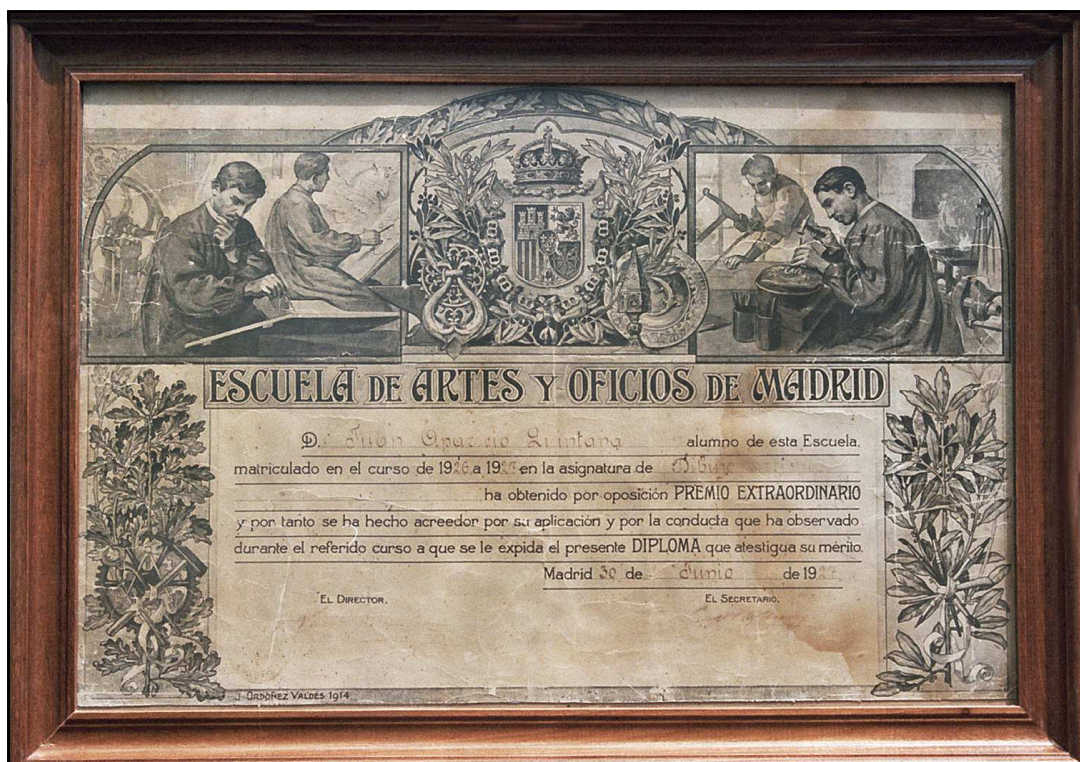 ESCUELA DE ARTES Y OFICIOS DE MADRID
D. Juan Aparicio Quintana alumno de esta Escuela,
matriculado en el curso de 1926 a 1927 en la asignatura de Dibujo
ha obtenido por oposición PREMIO EXTRAORDINARIO
y por tanto se ha hecho acreedor por su aplicación y por la conducta que ha observado
durante el referido curso a que se le expida el presente DIPLOMA que atestigua su mérito.
Madrid 30 de Junio de 1927
EL DIRECTOR,
EL SECRETARIO,
J. ORDOÑEZ VALDÉS 1914